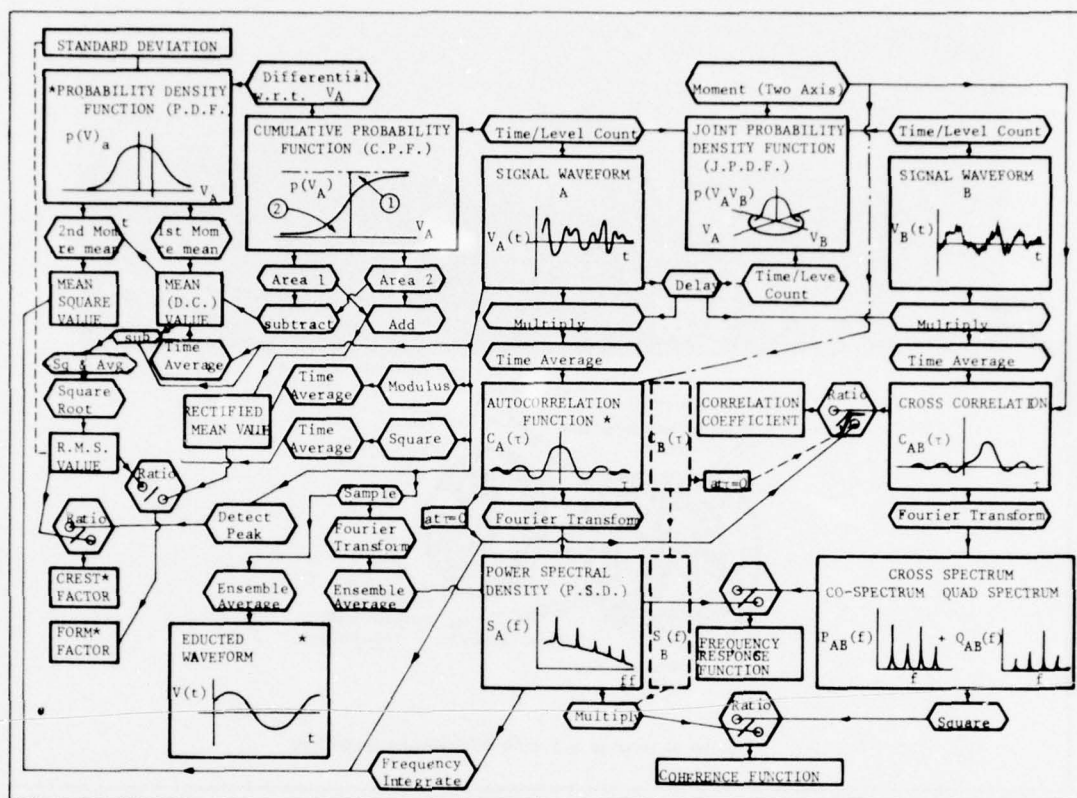 STANDARD DEVIATION
*PROBABILITY DENSITY
FUNCTION (P.D.F.
p(V)a
VA
t
Differential
w.r.t. VA
CUMULATIVE PROBABILITY
FUNCTION (C.P.F.)
p(VA)
1
2
VA
Time/Level Count
SIGNAL WAVEFORM
A
VA(t)
t
Moment (Two Axis)
JOINT PROBABILITY
DENSITY FUNCTION
(J.P.D.F.)
p(VAVB)
VA
VB
Time/Level Count
SIGNAL WAVEFORM
B
VB(t)
t
2nd Mom
re mean
1st Mom
re mean
MEAN
SQUARE
VALUE
MEAN
(D.C.)
VALUE
Area 1
Area 2
subtract
Add
Delay
Time/Level
Count
Multiply
Multiply
sub
Time
Average
Sq & Avg
Square
Root
R.M.S.
VALUE
Time Average
Time Average
Time
Average
Modulus
RECTIFIED
MEAN VALUE
Time
Average
Square
AUTOCORRELATION
FUNCTION *
CA(τ)
τ
CB(τ)
CORRELATION
COEFFICIENT
Ratio
CROSS CORRELATION
CAB(τ)
τ
Ratio
Ratio
Detect
Peak
Sample
Fourier
Transform
atτ=0
atτ=0
Fourier Transform
Fourier Transform
CREST*
FACTOR
FORM*
FACTOR
Ensemble
Average
Ensemble
Average
POWER SPECTRAL
DENSITY (P.S.D.)
SA(f)
ff
S(f)
B
FREQUENCY
RESPONSE
FUNCTION
CROSS SPECTRUM
CO-SPECTRUM QUAD SPECTRUM
PAB(f)
+ QAB(f)
f
f
EDUCTED *
WAVEFORM
V(t)
t
Multiply
Ratio
Square
Frequency
Integrate
COHERENCE FUNCTION